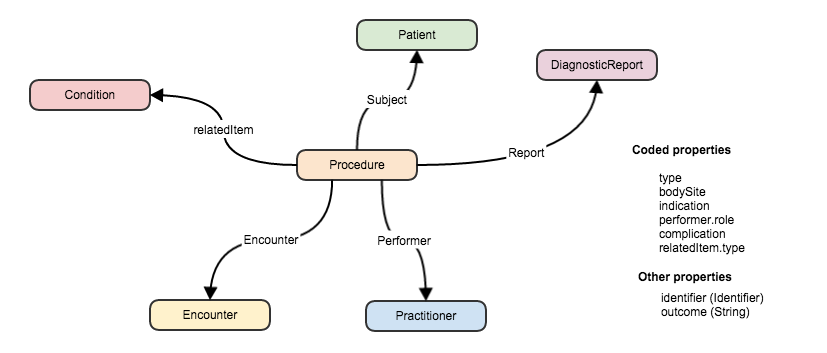 Patient
DiagnosticReport
Condition
Subject
relatedItem
Report
Procedure
Encounter
Performer
Encounter
Practitioner
Coded properties
type
bodySite
indication
performer.role
complication
relatedItem.type
Other properties
identifier (Identifier)
outcome (String)